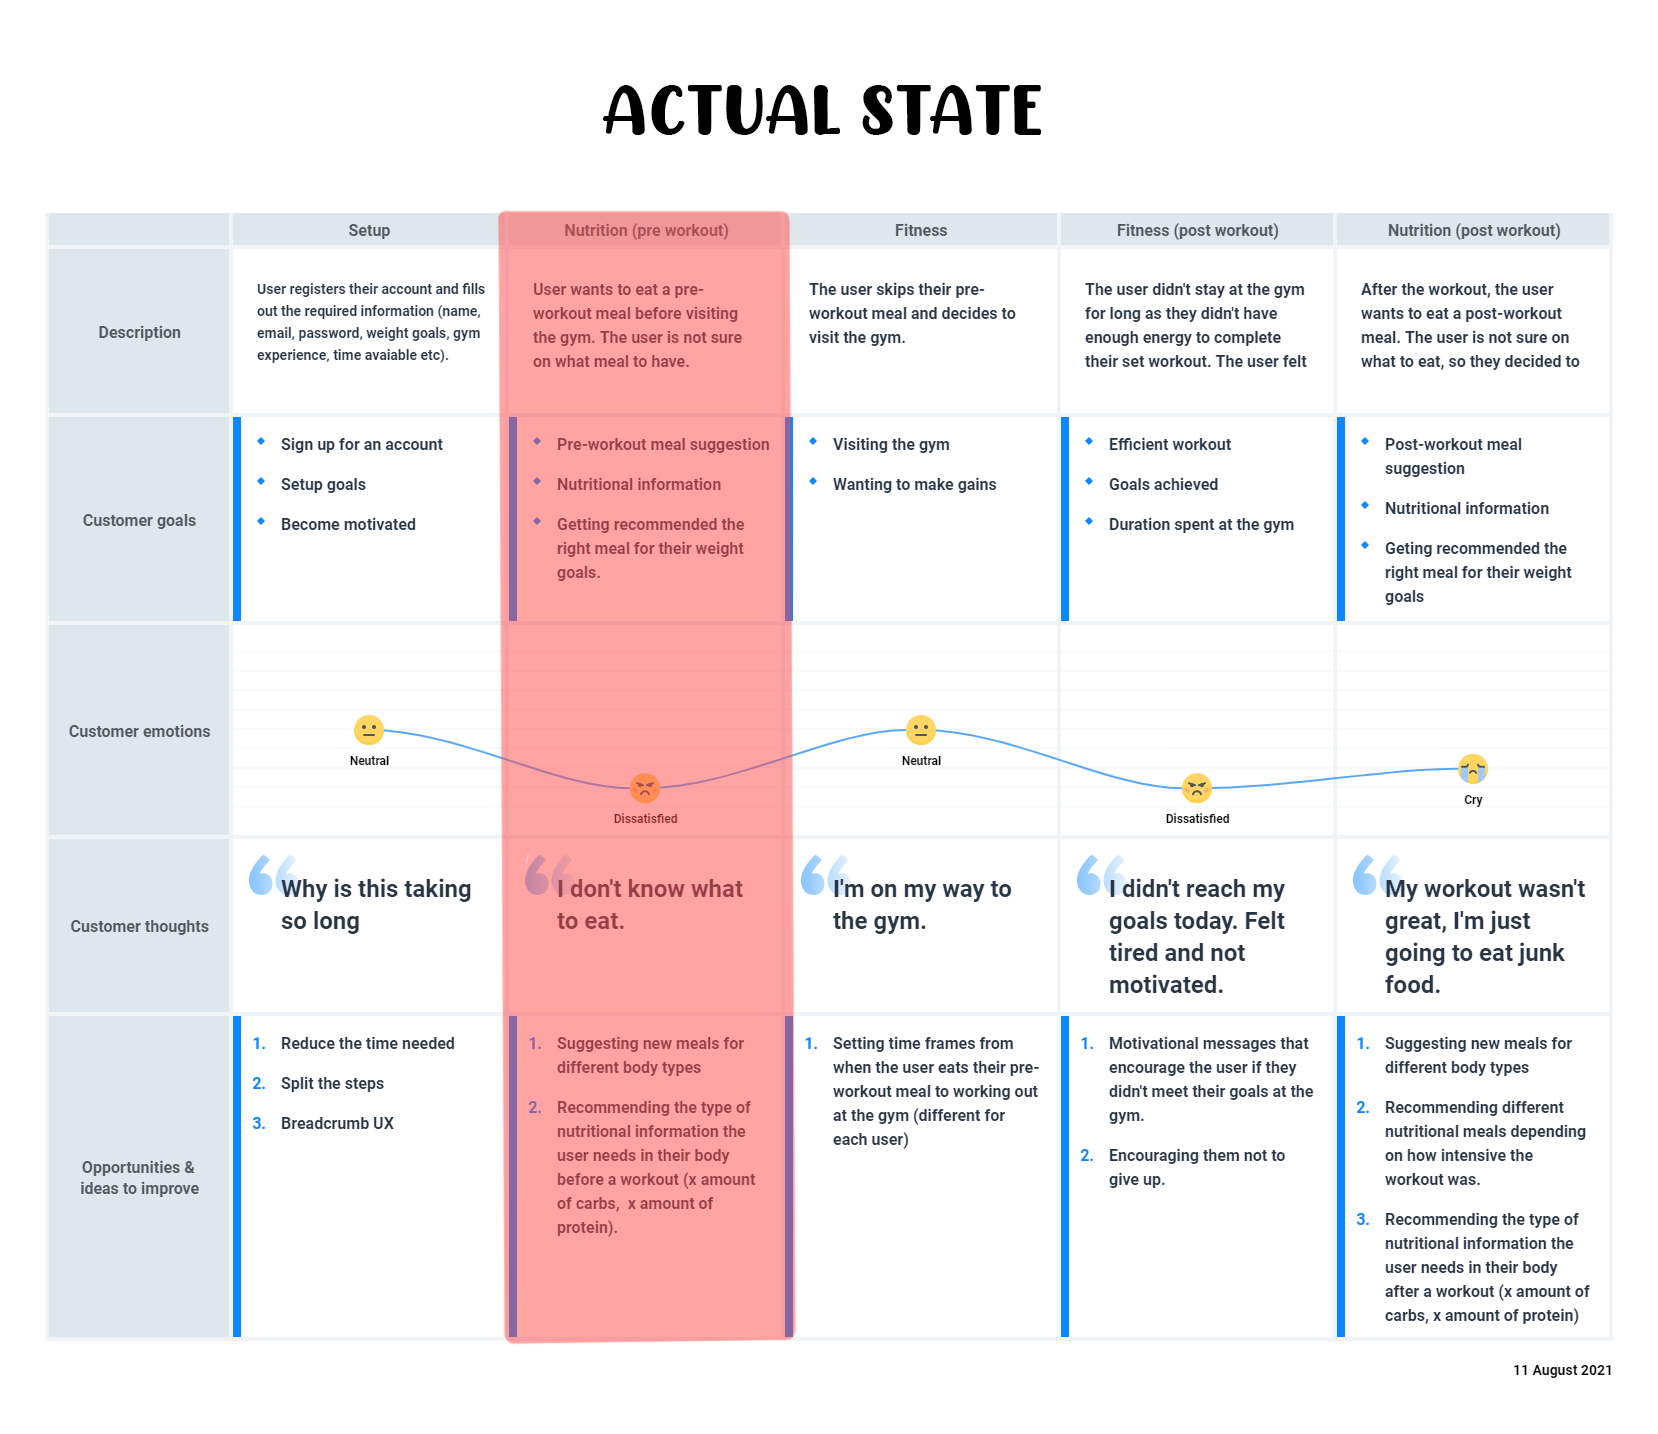 ACTUAL STATE
Setup
Nutrition (pre workout)
Fitness
Fitness (post workout)
Nutrition (post workout)
Description
User registers their account and fills
out the required information (name,
email, password, weight goals, gym
experience, time avaiable etc).
User wants to eat a pre-
workout meal before visiting
the gym. The user is not sure
on what meal to have.
The user skips their pre-
workout meal and decides to
visit the gym.
The user didn't stay at the gym
for long as they didn't have
enough energy to complete
their set workout. The user felt
After the workout, the user
wants to eat a post-workout
meal. The user is not sure on
what to eat, so they decided to
Customer goals
Sign up for an account
Setup goals
Become motivated
Pre-workout meal suggestion
Nutritional information
Getting recommended the
right meal for their weight
goals.
Visiting the gym
Wanting to make gains
Efficient workout
Goals achieved
Duration spent at the gym
Post-workout meal
suggestion
Nutritional information
Geting recommended the
right meal for their weight
goals
Customer emotions
Neutral
Dissatisfied
Neutral
Dissatisfied
Cry
Customer thoughts
Why is this taking
so long
I don't know what
to eat.
I'm on my way to
the gym.
I didn't reach my
goals today. Felt
tired and not
motivated.
My workout wasn't
great, I'm just
going to eat junk
food.
Opportunities &
ideas to improve
1. Reduce the time needed
2. Split the steps
3. Breadcrumb UX
1. Suggesting new meals for
different body types
2. Recommending the type of
nutritional information the
user needs in their body
before a workout (x amount
of carbs,  x amount of
protein).
1. Setting time frames from
when the user eats their pre-
workout meal to working out
at the gym (different for
each user)
1. Motivational messages that
encourage the user if they
didn't meet their goals at the
gym.
2. Encouraging them not to
give up.
1. Suggesting new meals for
different body types
2. Recommending different
nutritional meals depending
on how intensive the
workout was.
3. Recommending the type of
nutritional information the
user needs in their body
after a workout (x amount of
carbs, x amount of protein)
11 August 2021